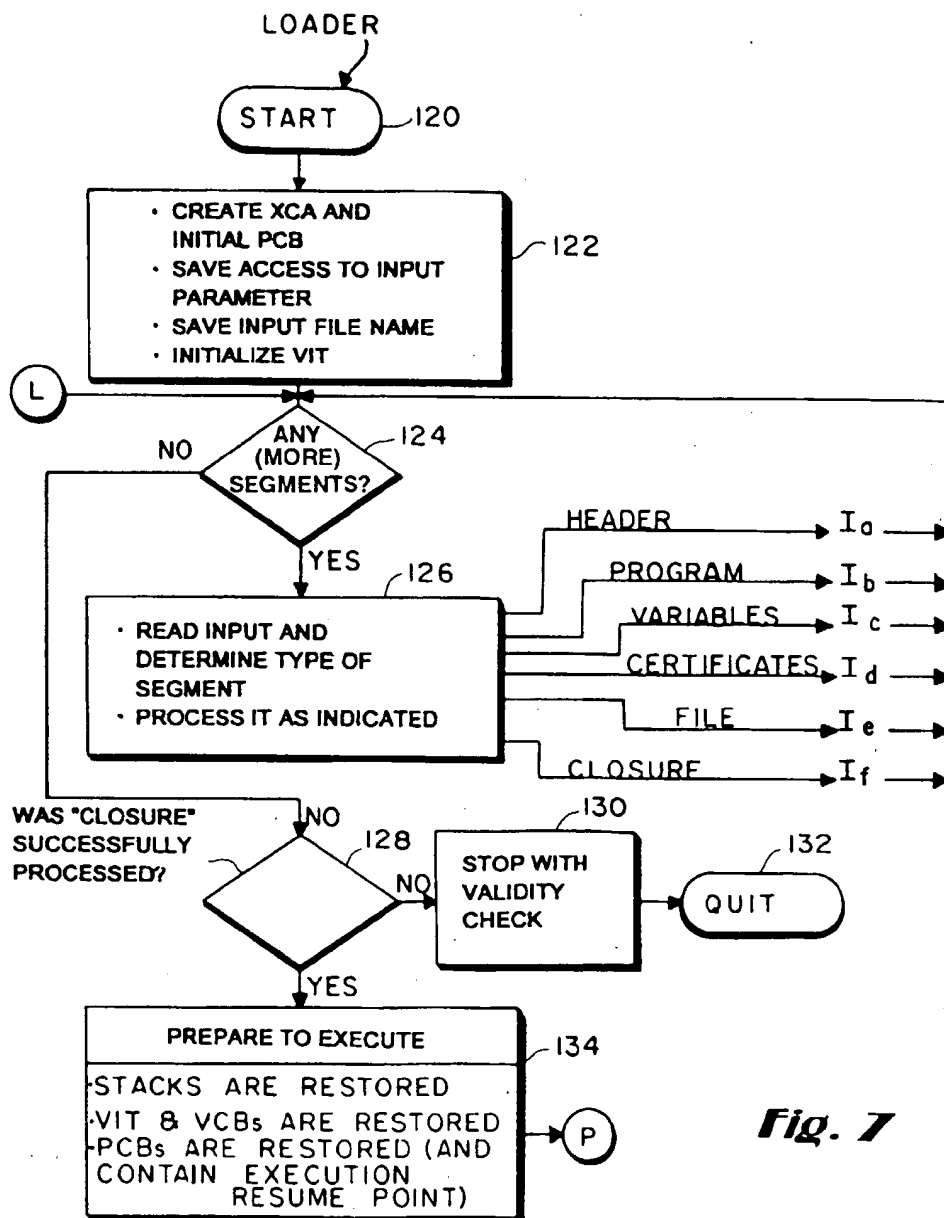 LOADER
START
120
· CREATE XCA AND
INITIAL PCB
· SAVE ACCESS TO INPUT
PARAMETER
· SAVE INPUT FILE NAME
· INITIALIZE VIT
122
L
NO
ANY
(MORE)
SEGMENTS?
124
YES
126
· READ INPUT AND
DETERMINE TYPE OF
SEGMENT
· PROCESS IT AS INDICATED
HEADER Ia
PROGRAM Ib
VARIABLES Ic
CERTIFICATES Id
FILE Ie
CLOSURE If
WAS "CLOSURE"
SUCCESSFULLY
PROCESSED?
NO
128
NO
130
STOP WITH
VALIDITY
CHECK
132
QUIT
YES
PREPARE TO EXECUTE
134
·STACKS ARE RESTORED
·VIT & VCBs ARE RESTORED
·PCBs ARE RESTORED (AND
CONTAIN EXECUTION
RESUME POINT)
P
Fig. 7